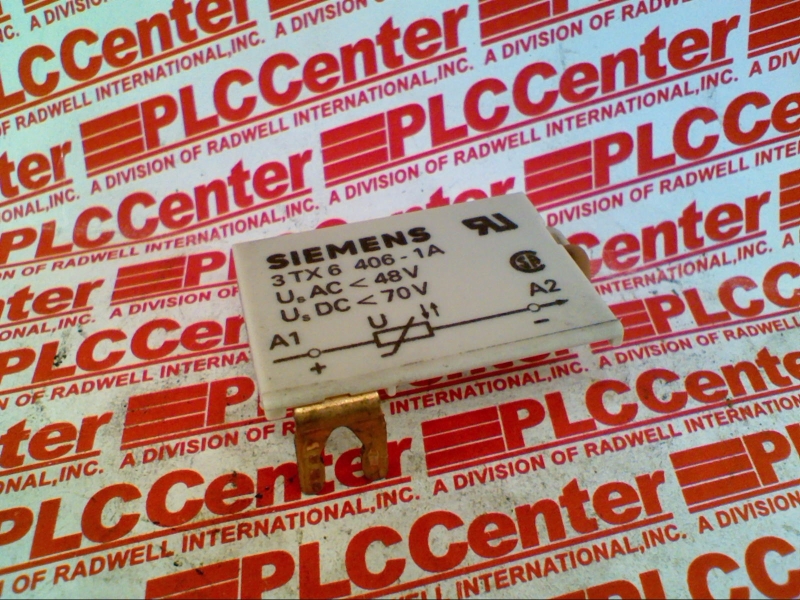 PLCCenter
A DIVISION OF RADWELL INTERNATIONAL,INC.
SIEMENS
3TX6 406-1A
Us AC < 48V
Us DC < 70V
A1
U
A2
+
-